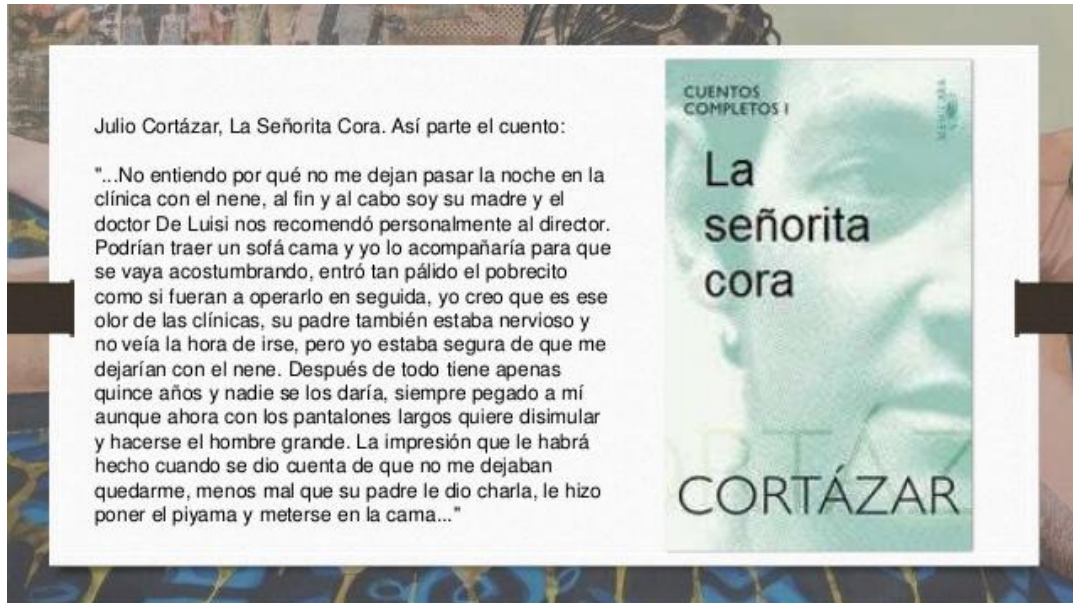 Julio Cortázar, La Señorita Cora. Así parte el cuento:
"...No entiendo por qué no me dejan pasar la noche en la
clínica con el nene, al fin y al cabo soy su madre y el
doctor De Luisi nos recomendó personalmente al director.
Podrían traer un sofá cama y yo lo acompañaría para que
se vaya acostumbrando, entró tan pálido el pobrecito
como si fueran a operarlo en seguida, yo creo que es ese
olor de las clínicas, su padre también estaba nervioso y
no veía la hora de irse, pero yo estaba segura de que me
dejarían con el nene. Después de todo tiene apenas
quince años y nadie se los daría, siempre pegado a mí
aunque ahora con los pantalones largos quiere disimular
y hacerse el hombre grande. La impresión que le habrá
hecho cuando se dio cuenta de que no me dejaban
quedarme, menos mal que su padre le dio charla, le hizo
poner el piyama y meterse en la cama..."
CUENTOS
COMPLETOS I
La
señorita
cora
CORTÁZAR